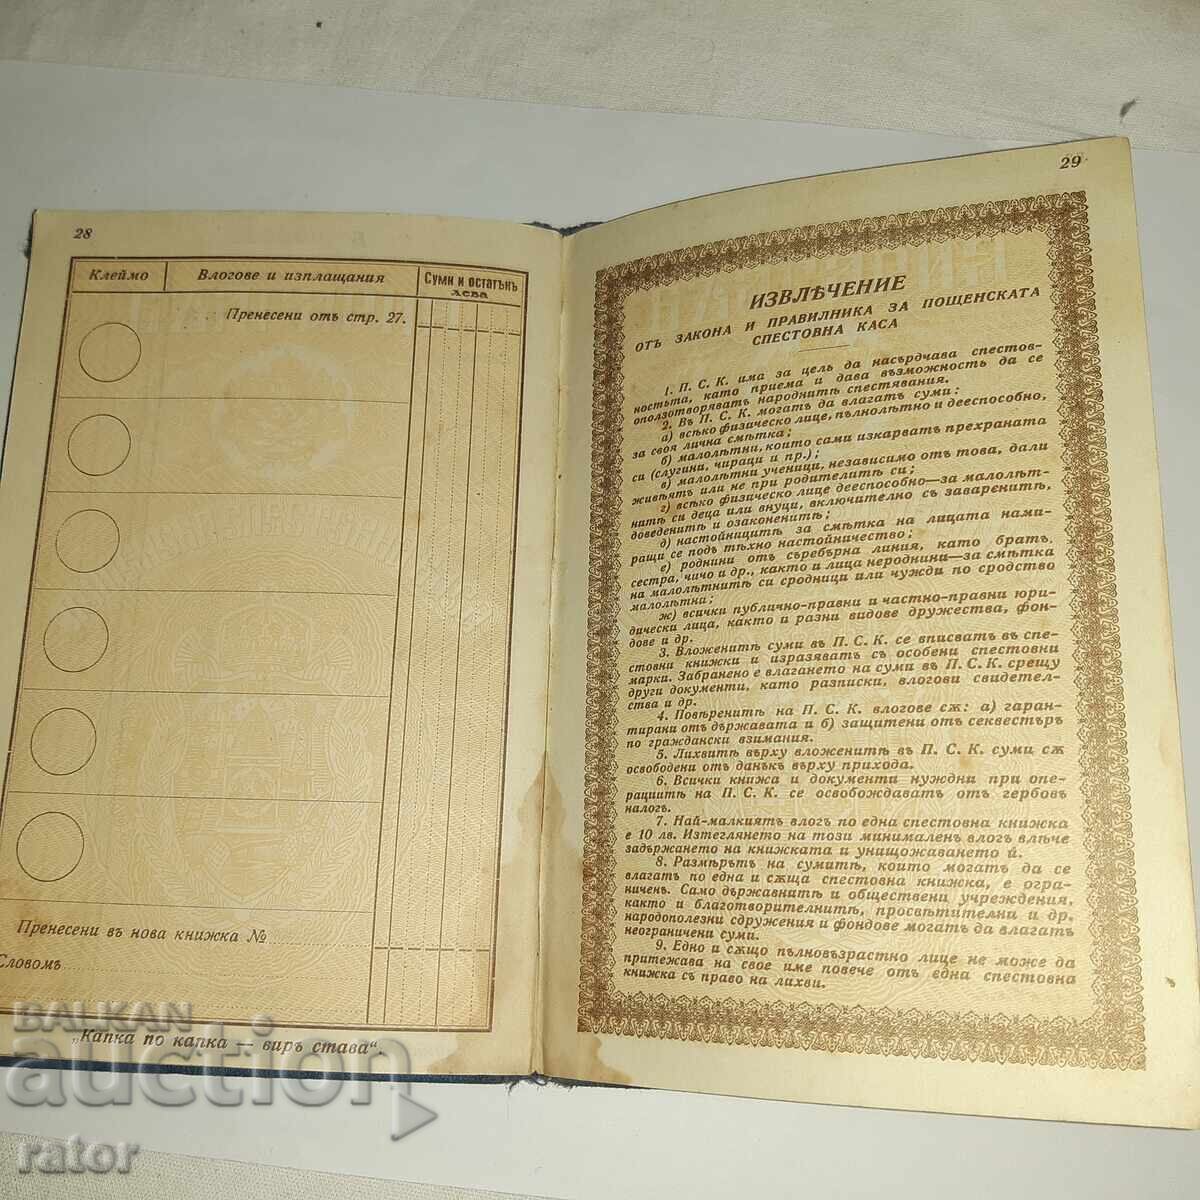 28
Клеймо
Влогове и изплащания
Суми и остатъкъ
лева
Пренесени отъ стр. 27.
Пренесени въ нова книжка №
Словомъ
„Капка по капка — виръ става“.
29
ИЗВЛѢЧЕНИЕ
ОТЪ ЗАКОНА И ПРАВИЛНИКА ЗА ПОЩЕНСКАТА
СПЕСТОВНА КАСА
1. П. С. К. има за цель да насърдчава спестов-
ностьта, като приема и дава възможность да се
оползотворяватъ народнитѣ спестявания.
2. Въ П. С. К. могатъ да влагатъ суми:
а) всѣко физическо лице, пълнолѣтно и дееспособно,
за своя лична смѣтка;
б) малолѣтни, които сами изкарватъ прехраната
си (слугини, чираци и пр.);
в) малолѣтни ученици, независимо отъ това, дали
живѣятъ или не при родителитѣ си;
г) всѣко физическо лице дееспособно—за малолѣт-
нитѣ си деца или внуци, включително съ заваренитѣ,
доведенитѣ и озаконенитѣ;
д) настойницитѣ за смѣтка на лицата нами-
ращи се подъ тѣхно настойничество;
е) роднини отъ съребърна линия, като братъ,
сестра, чичо и др., както и лица нероднини—за смѣтка
на малолѣтнитѣ си сродници или чужди по сродство
малолѣтни;
ж) всички публично-правни и частно-правни юри-
дически лица, както и разни видове дружества, фон-
дове и др.
3. Вложенитѣ суми въ П. С. К. се вписватъ въ спе-
стовни книжки и изразяватъ съ особени спестовни
марки. Забранено е влагането на суми въ П. С. К. срещу
други документи, като разписки, влогови свидетел-
ства и др.
4. Повѣренитѣ на П. С. К. влогове сѫ: а) гаран-
тирани отъ държавата и б) защитени отъ секвестъръ
по граждански взимания.
5. Лихвитѣ върху вложенитѣ въ П. С. К. суми сѫ
освободени отъ данъкъ върху прихода.
6. Всички книжа и документи нуждни при опе-
рациитѣ на П. С. К. се освобождаватъ отъ гербовъ
налогъ.
7. Най-малкиятъ влогъ по една спестовна книжка
е 10 лв. Изтеглянето на този минималенъ влогъ влѣче
задържането на книжката и унищожаването ѝ.
8. Размѣрътъ на сумитѣ, които могатъ да се
влагатъ по една и сѫща спестовна книжка, е огра-
ниченъ. Само държавнитѣ и обществени учреждения,
както и благотворителнитѣ, просвѣтителни и др.
народополезни сдружения и фондове могатъ да влагатъ
неограничени суми.
9. Едно и сѫщо пълновъзрастно лице не може да
притежава на свое име повече отъ една спестовна
книжка съ право на лихви.
BALKAN
auction
rator